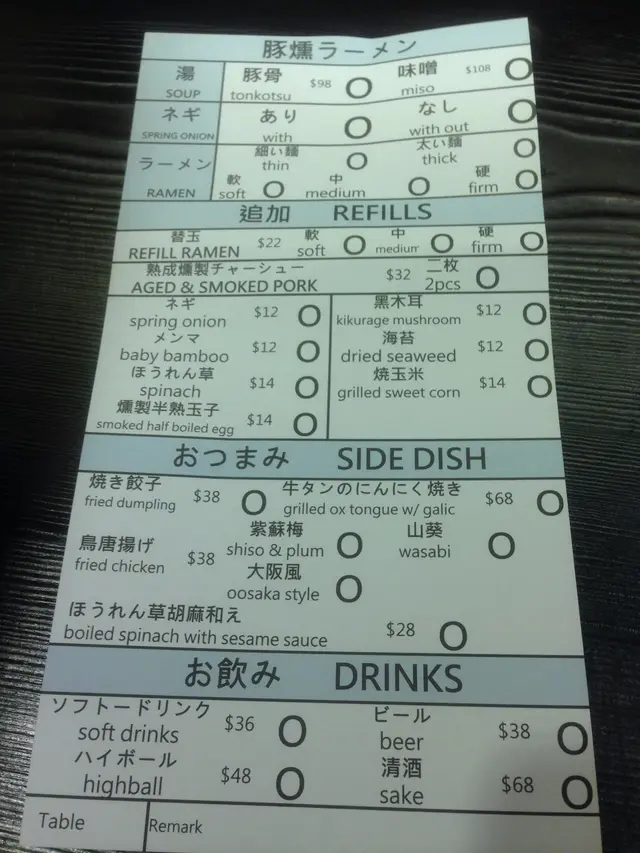 豚燻ラーメン
湯 豚骨 $98 O 味噌 $108 O
SOUP tonkotsu miso
ネギ あり O なし O
SPRING ONION with with out
ラーメン 細い麺 O 太い麺 O
thin thick
軟 O 中 O 硬 O
RAMEN soft medium firm
追加 REFILLS
替玉 $22 軟 O 中 O 硬 O
REFILL RAMEN soft medium firm
熟成燻製チャーシュー $32 二枚 O
AGED & SMOKED PORK 2pcs
ネギ $12 O 黒木耳 $12 O
spring onion kikurage mushroom
メンマ $12 O 海苔 $12 O
baby bamboo dried seaweed
ほうれん草 $14 O 焼玉米 $14 O
spinach grilled sweet corn
燻製半熟玉子 $14 O
smoked half boiled egg
おつまみ SIDE DISH
焼き餃子 $38 O 牛タンのにんにく焼き $68 O
fried dumpling grilled ox tongue w/ galic
鳥唐揚げ $38 紫蘇梅 O 山葵 O
fried chicken shiso & plum wasabi
大阪風 O
oosaka style
ほうれん草胡麻和え $28 O
boiled spinach with sesame sauce
お飲み DRINKS
ソフトードリンク $36 O ビール $38 O
soft drinks beer
ハイボール $48 O 清酒 $68 O
highball sake
Table Remark